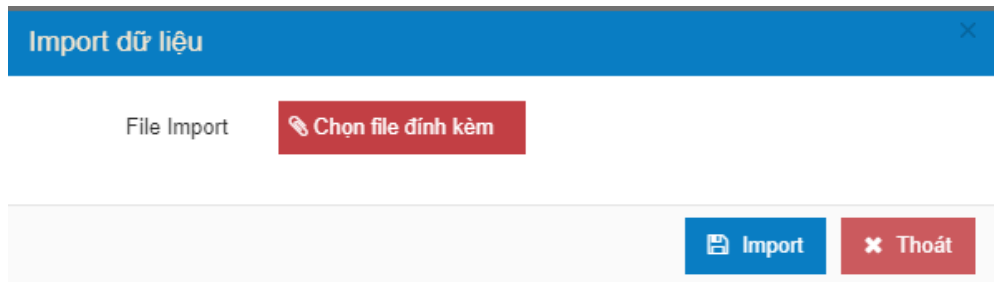 Import dữ liệu
File Import
Chọn file đính kèm
Import
Thoát